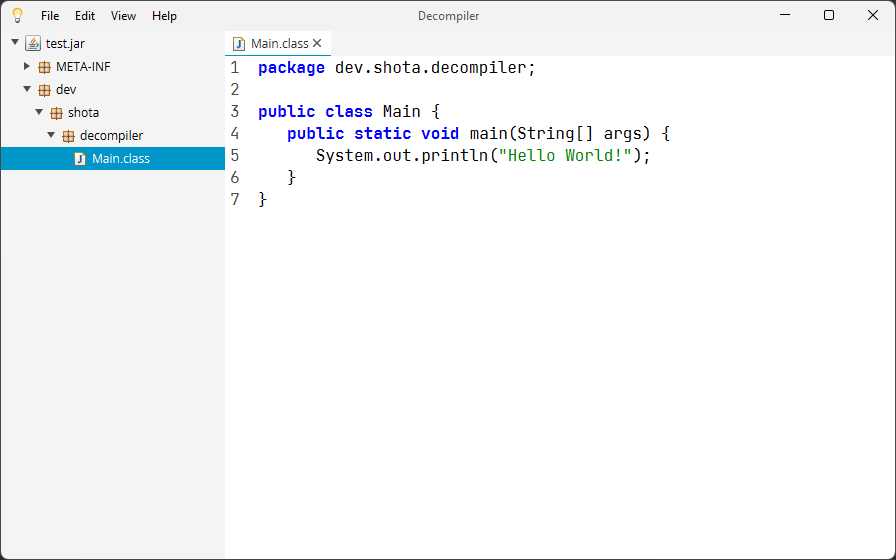 File Edit View Help Decompiler
test.jar
META-INF
dev
shota
decompiler
Main.class
Main.class
1 package dev.shota.decompiler;
2
3 public class Main {
4    public static void main(String[] args) {
5       System.out.println("Hello World!");
6    }
7 }